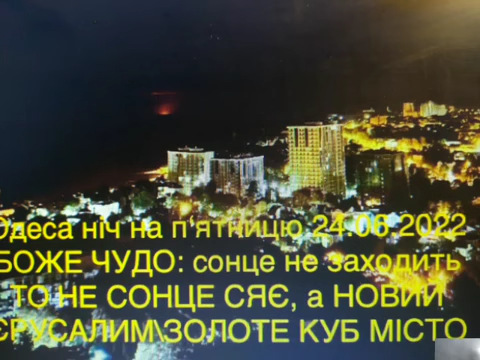 Одеса ніч на п'ятницю 24.06.2022
БОЖЕ ЧУДО: сонце не заходить
ТО НЕ СОНЦЕ СЯЄ, а НОВИЙ
ЄРУСАЛИМ\ЗОЛОТЕ КУБ МІСТО